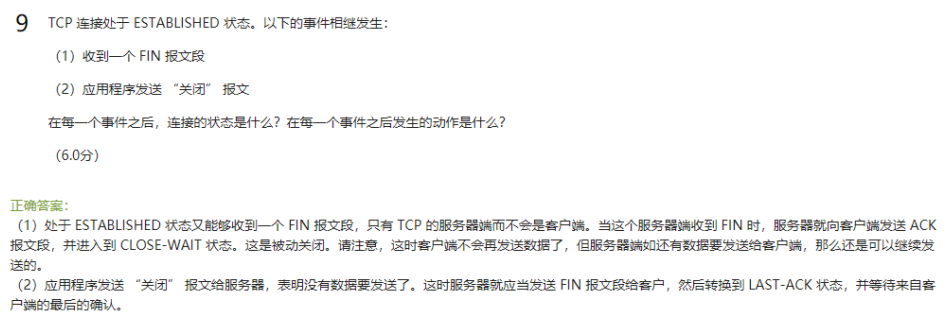 9 TCP 连接处于 ESTABLISHED 状态。以下的事件相继发生：
（1）收到一个 FIN 报文段
（2）应用程序发送 “关闭” 报文
在每一个事件之后，连接的状态是什么？在每一个事件之后发生的动作是什么？
（6.0分）
正确答案：
（1）处于 ESTABLISHED 状态又能够收到一个 FIN 报文段，只有 TCP 的服务器端而不会是客户端。当这个服务器端收到 FIN 时，服务器就向客户端发送 ACK
报文段，并进入到 CLOSE-WAIT 状态。这是被动关闭。请注意，这时客户端不会再发送数据了，但服务器端如还有数据要发送给客户端，那么还是可以继续发
送的。
（2）应用程序发送 “关闭” 报文给服务器，表明没有数据要发送了。这时服务器就应当发送 FIN 报文段给客户，然后转换到 LAST-ACK 状态，并等待来自客
户端的最后的确认。